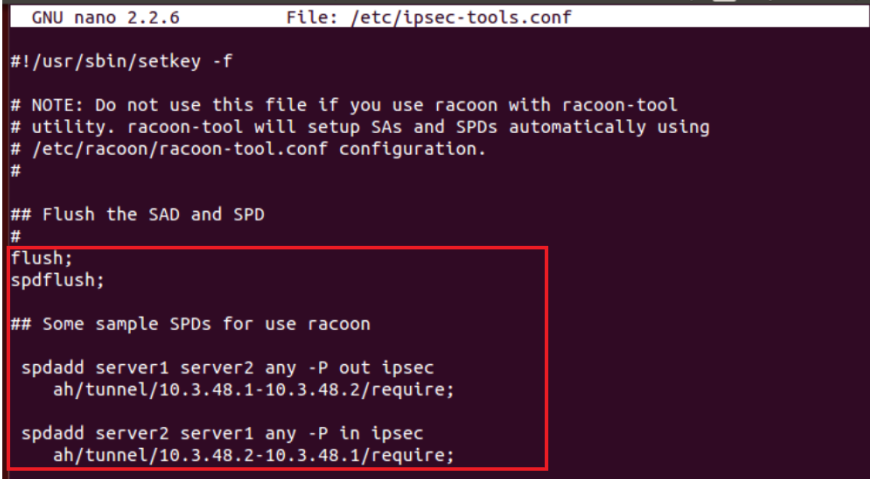 GNU nano 2.2.6 File: /etc/ipsec-tools.conf
#!/usr/sbin/setkey -f
# NOTE: Do not use this file if you use racoon with racoon-tool
# utility. racoon-tool will setup SAs and SPDs automatically using
# /etc/racoon/racoon-tool.conf configuration.
#
## Flush the SAD and SPD
#
flush;
spdflush;
## Some sample SPDs for use racoon
spdadd server1 server2 any -P out ipsec
ah/tunnel/10.3.48.1-10.3.48.2/require;
spdadd server2 server1 any -P in ipsec
ah/tunnel/10.3.48.2-10.3.48.1/require;